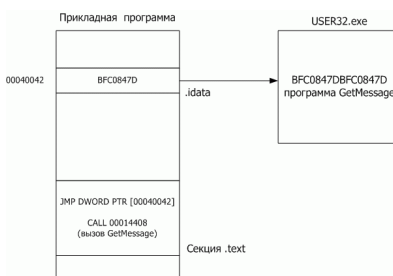 Прикладная программа
USER32.exe
00040042
BFC0847D
.idata
BFC0847DBFC0847D
программа GetMessage
JMP DWORD PTR [00040042]
CALL 00014408
(вызов GetMessage)
Секция .text